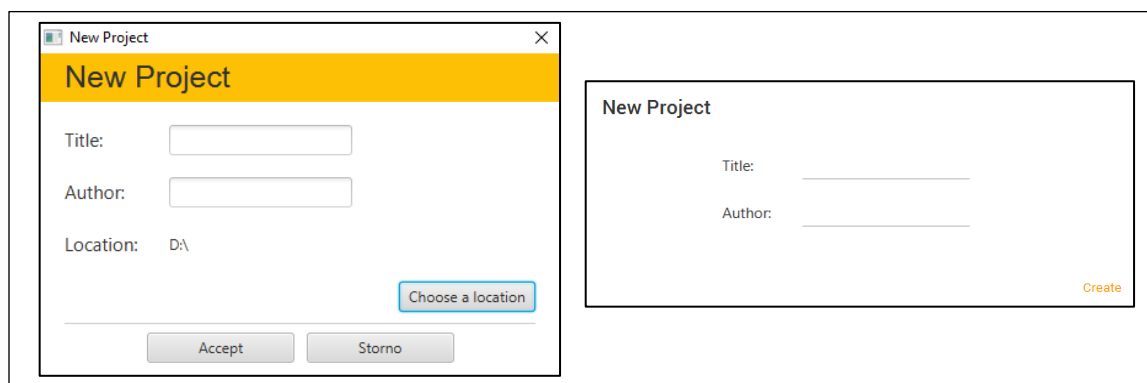 New Project
New Project
Title:
Author:
Location: D:\
Choose a location
Accept Storno
New Project
Title:
Author:
Create